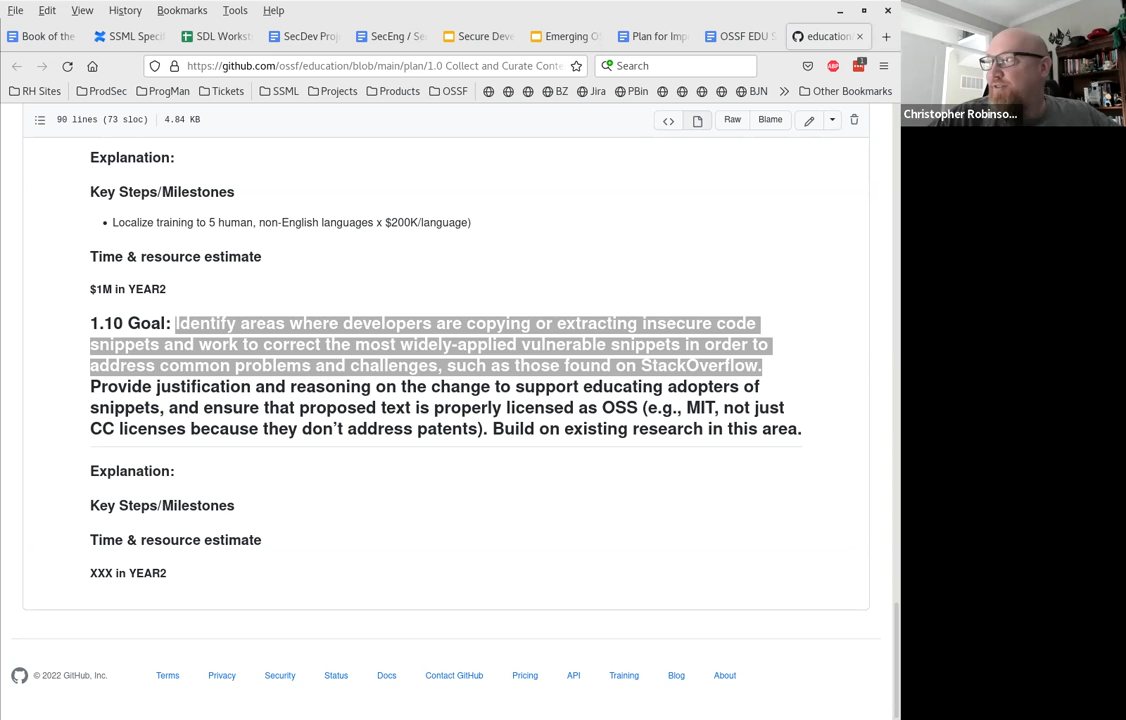 File Edit View History Bookmarks Tools Help
Book of the
SSML Speci
SDL Works
SecDev Proj
SecEng / Se
Secure Deve
Emerging O
Plan for Imp
OSSF EDU S
education
https://github.com/ossf/education/blob/main/plan/1.0 Collect and Curate Conte
Search
ABP
1
RH Sites ProdSec ProgMan Tickets SSML Projects Products OSSF BZ Jira PBin BJN Other Bookmarks
Christopher Robinso...
90 lines (73 sloc) 4.84 KB
Raw Blame
Explanation:
Key Steps/Milestones
• Localize training to 5 human, non-English languages x $200K/language)
Time & resource estimate
$1M in YEAR2
1.10 Goal: Identify areas where developers are copying or extracting insecure code
snippets and work to correct the most widely-applied vulnerable snippets in order to
address common problems and challenges, such as those found on StackOverflow.
Provide justification and reasoning on the change to support educating adopters of
snippets, and ensure that proposed text is properly licensed as OSS (e.g., MIT, not just
CC licenses because they don’t address patents). Build on existing research in this area.
Explanation:
Key Steps/Milestones
Time & resource estimate
XXX in YEAR2
© 2022 GitHub, Inc. Terms Privacy Security Status Docs Contact GitHub Pricing API Training Blog About